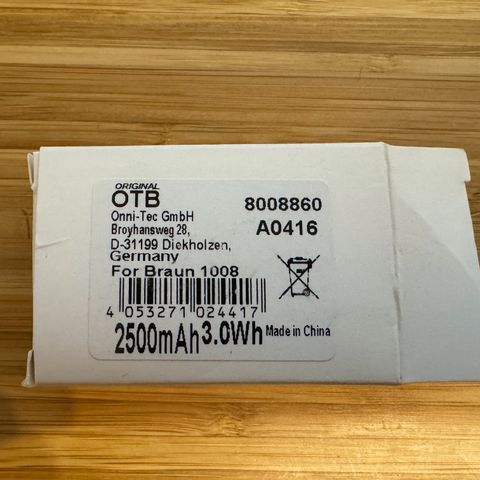 ORIGINAL
OTB
Onni-Tec GmbH
Broyhansweg 28,
D-31199 Diekholzen,
Germany
For Braun 1008
8008860
A0416
4 053271 024417
2500mAh 3.0Wh Made in China